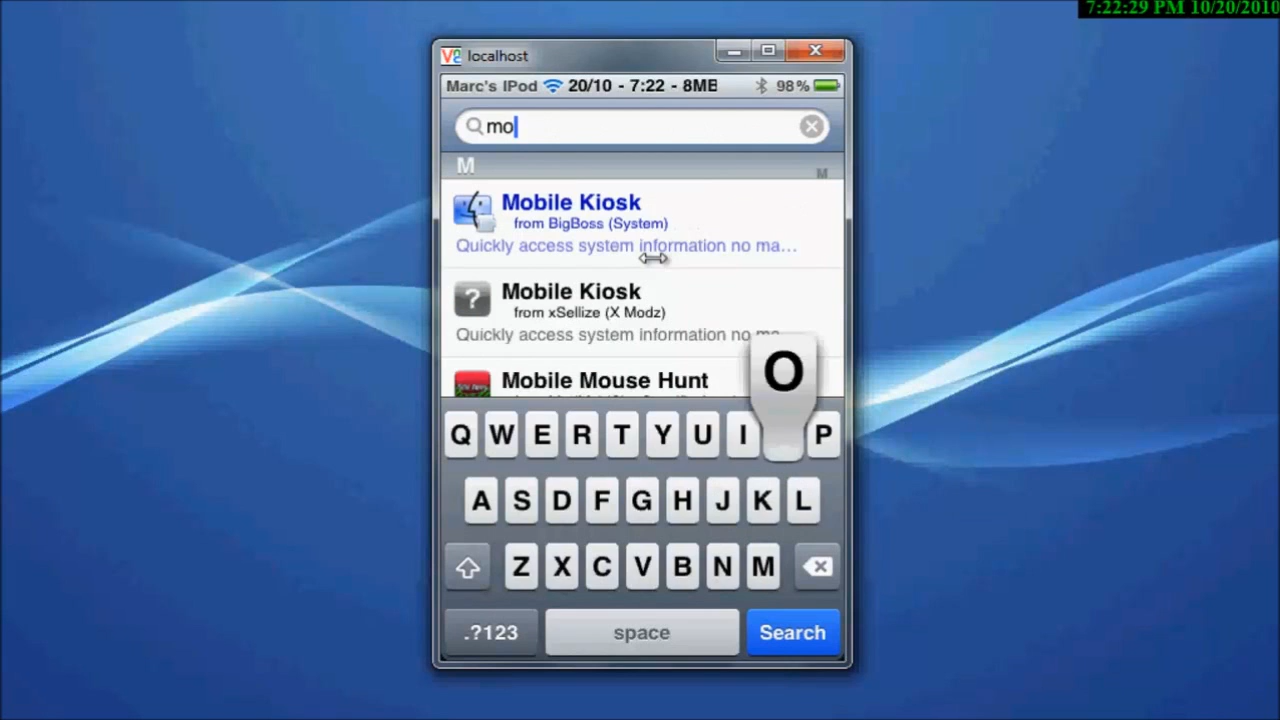 7:22:29 PM 10/20/2010
localhost
Marc's IPod 20/10 - 7:22 - 8MB 98%
mo
M
M
Mobile Kiosk
from BigBoss (System)
Quickly access system information no ma...
Mobile Kiosk
from xSellize (X Modz)
Quickly access system information no ma
Mobile Mouse Hunt
O
Q W E R T Y U I P
A S D F G H J K L
Z X C V B N M
.?123 space Search